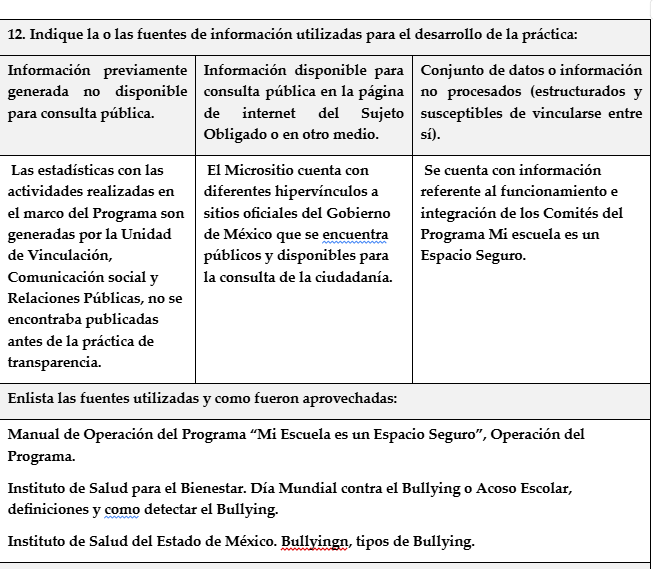 12. Indique la o las fuentes de información utilizadas para el desarrollo de la práctica:
Información previamente
generada no disponible
para consulta pública.
Información disponible para
consulta pública en la página
de internet del Sujeto
Obligado o en otro medio.
Conjunto de datos o información
no procesados (estructurados y
susceptibles de vincularse entre
sí).
Las estadísticas con las
actividades realizadas en
el marco del Programa son
generadas por la Unidad
de Vinculación,
Comunicación social y
Relaciones Públicas, no se
encontraba publicadas
antes de la práctica de
transparencia.
El Micrositio cuenta con
diferentes hipervínculos a
sitios oficiales del Gobierno
de México que se encuentra
públicos y disponibles para
la consulta de la ciudadanía.
Se cuenta con información
referente al funcionamiento e
integración de los Comités del
Programa Mi escuela es un
Espacio Seguro.
Enlista las fuentes utilizadas y como fueron aprovechadas:
Manual de Operación del Programa “Mi Escuela es un Espacio Seguro”, Operación del
Programa.
Instituto de Salud para el Bienestar. Día Mundial contra el Bullying o Acoso Escolar,
definiciones y como detectar el Bullying.
Instituto de Salud del Estado de México. Bullyingn, tipos de Bullying.